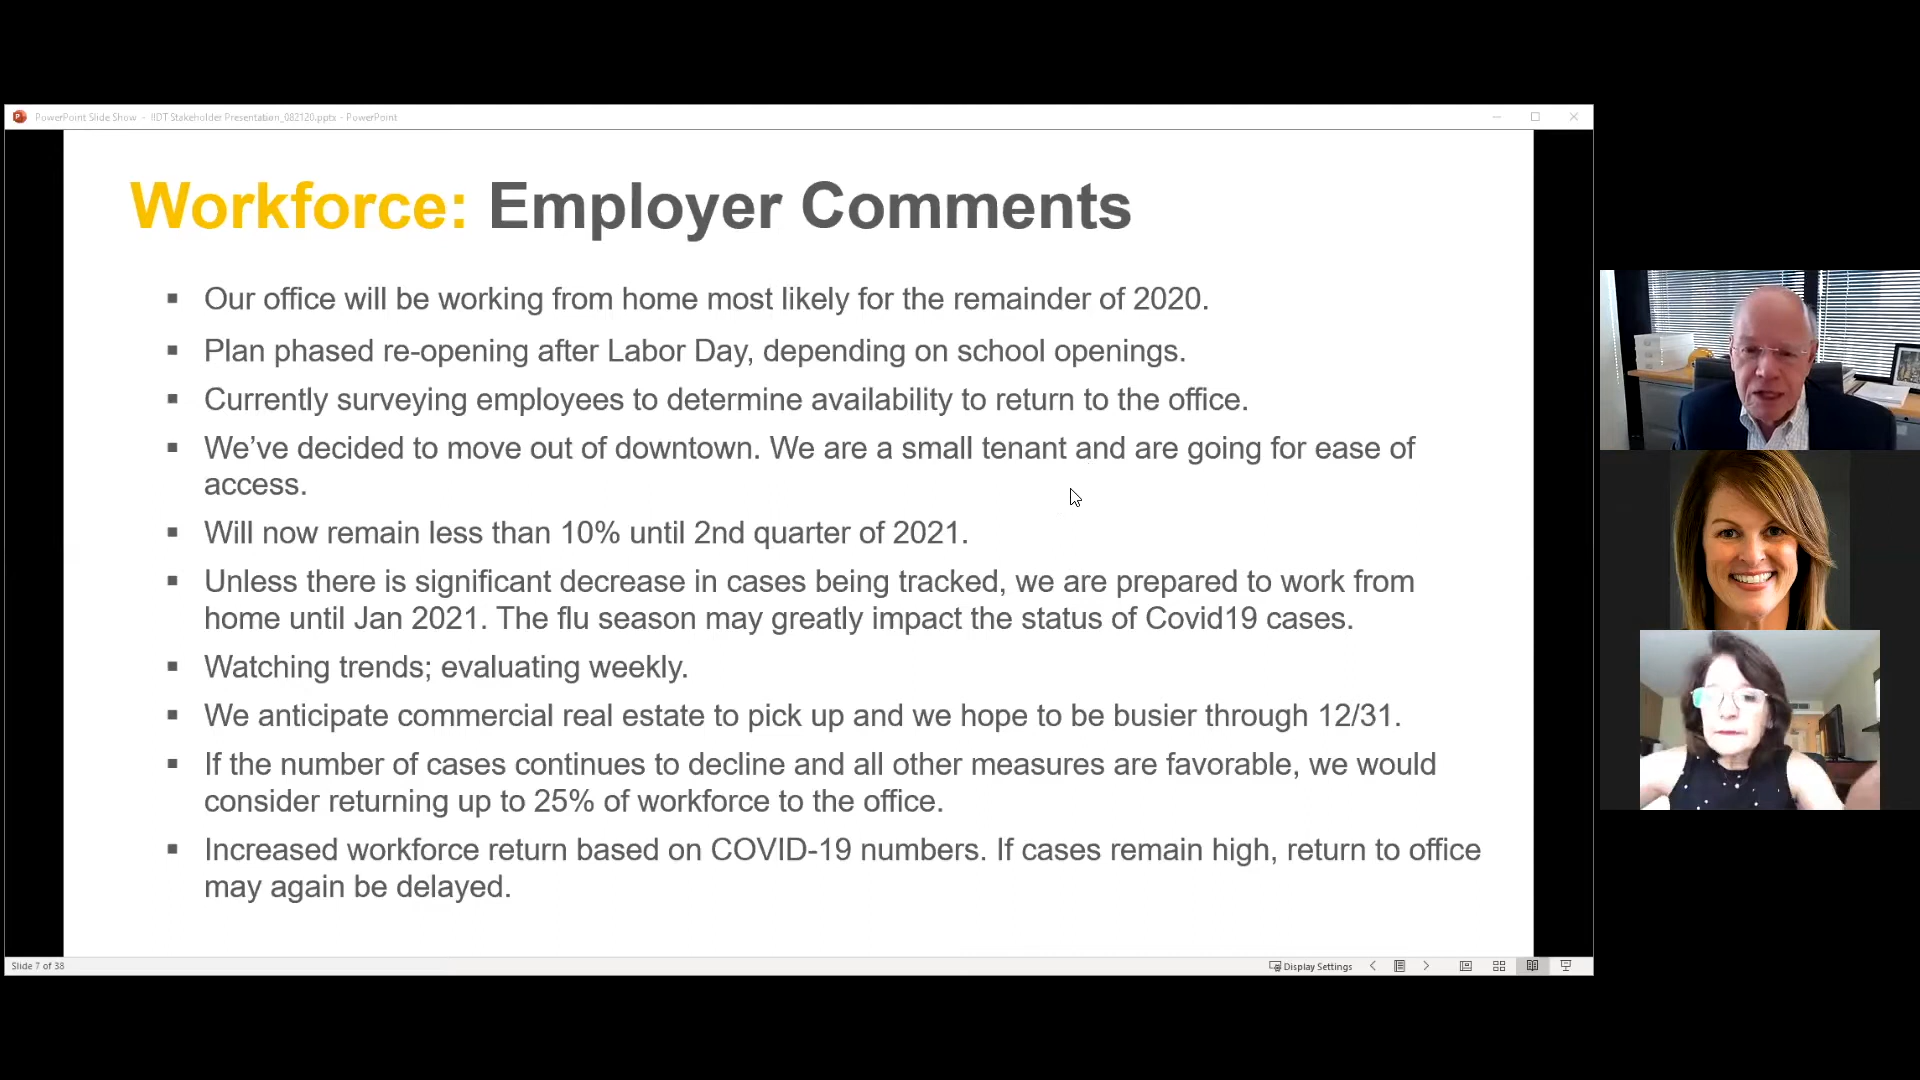 PowerPoint Slide Show - IIDT Stakeholder Presentation_082120.pptx - PowerPoint
Workforce: Employer Comments
▪ Our office will be working from home most likely for the remainder of 2020.
▪ Plan phased re-opening after Labor Day, depending on school openings.
▪ Currently surveying employees to determine availability to return to the office.
▪ We’ve decided to move out of downtown. We are a small tenant and are going for ease of
access.
▪ Will now remain less than 10% until 2nd quarter of 2021.
▪ Unless there is significant decrease in cases being tracked, we are prepared to work from
home until Jan 2021. The flu season may greatly impact the status of Covid19 cases.
▪ Watching trends; evaluating weekly.
▪ We anticipate commercial real estate to pick up and we hope to be busier through 12/31.
▪ If the number of cases continues to decline and all other measures are favorable, we would
consider returning up to 25% of workforce to the office.
▪ Increased workforce return based on COVID-19 numbers. If cases remain high, return to office
may again be delayed.
Slide 7 of 38
Display Settings